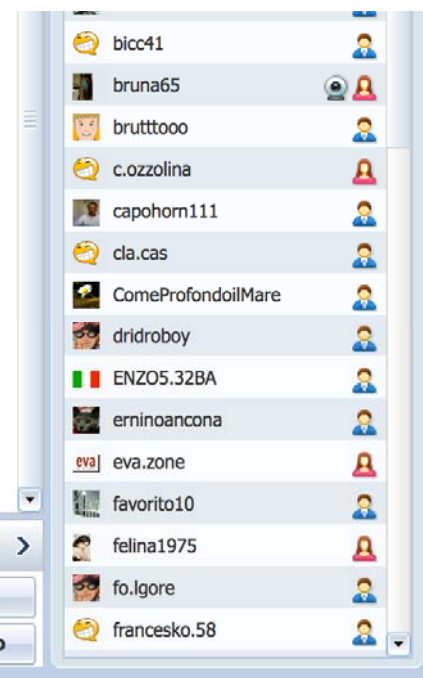 bicc41
bruna65
brutttooo
c.ozzolina
capohorn111
cla.cas
ComeProfondoilMare
dridroboy
ENZO5.32BA
erninoancona
eva eva.zone
favorito10
felina1975
fo.lgore
francesko.58